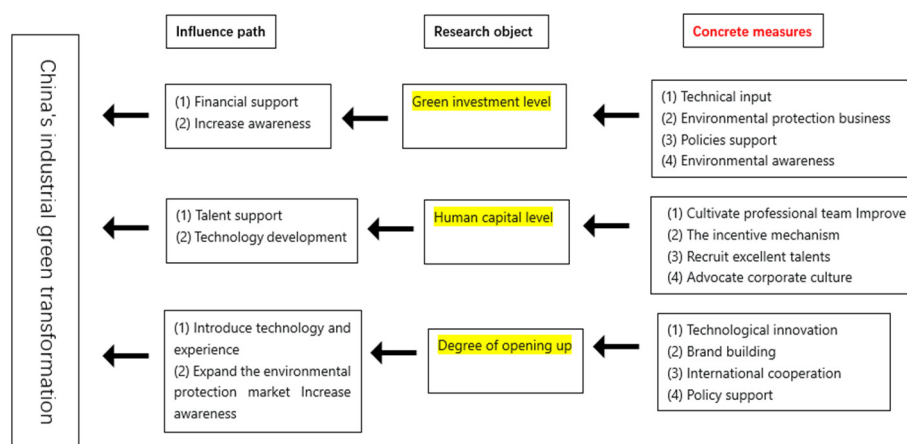 Influence path
Research object
Concrete measures
China's industrial green transformation
(1) Financial support
(2) Increase awareness
Green investment level
(1) Technical input
(2) Environmental protection business
(3) Policies support
(4) Environmental awareness
(1) Talent support
(2) Technology development
Human capital level
(1) Cultivate professional team Improve
(2) The incentive mechanism
(3) Recruit excellent talents
(4) Advocate corporate culture
(1) Introduce technology and
experience
(2) Expand the environmental
protection market Increase
awareness
Degree of opening up
(1) Technological innovation
(2) Brand building
(3) International cooperation
(4) Policy support